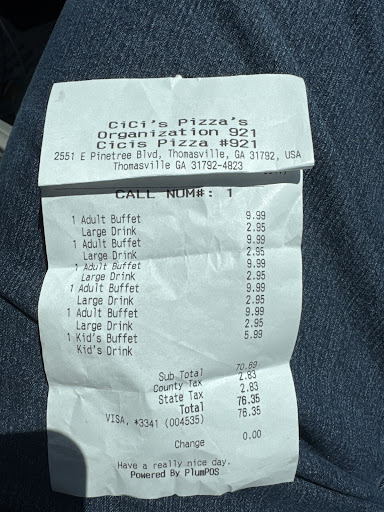 CiCi's Pizza's
Organization 921
Cicis Pizza #921
2551 E Pinetree Blvd, Thomasville, GA 31792, USA
Thomasville GA 31792-4823
CALL NUM#: 1
1 Adult Buffet 9.99
Large Drink 2.95
1 Adult Buffet 9.99
Large Drink 2.95
1 Adult Buffet 9.99
Large Drink 2.95
1 Adult Buffet 9.99
Large Drink 2.95
1 Adult Buffet 9.99
Large Drink 2.95
1 Kid's Buffet 5.99
Kid's Drink
Sub Total 70.69
County Tax 2.83
State Tax 2.83
Total 76.35
VISA, *3341 (004535) 76.35
Change 0.00
Have a really nice day.
Powered By PlumPOS